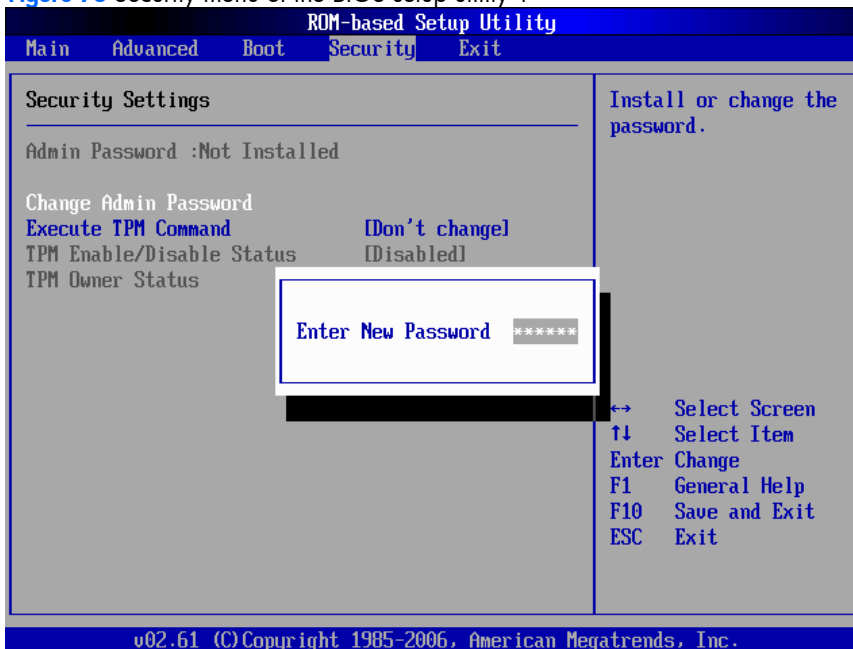 ROM-based Setup Utility
Main Advanced Boot Security Exit
Security Settings
Admin Password :Not Installed
Change Admin Password
Execute TPM Command [Don't change]
TPM Enable/Disable Status [Disabled]
TPM Owner Status
Enter New Password ******
Install or change the
password.
↔ Select Screen
↑↓ Select Item
Enter Change
F1 General Help
F10 Save and Exit
ESC Exit
v02.61 (C)Copyright 1985-2006, American Megatrends, Inc.